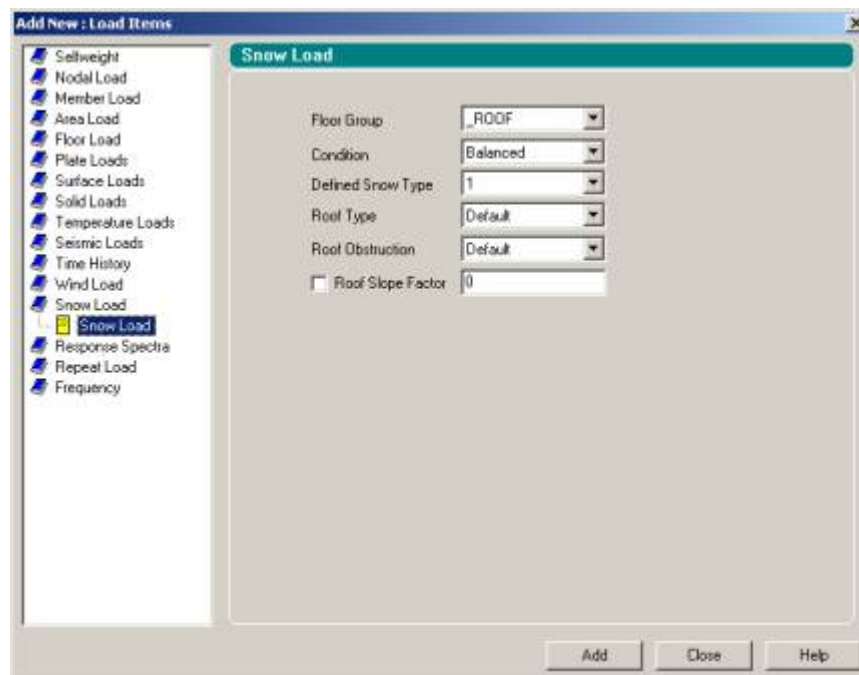 Add New : Load Items
Selfweight
Nodal Load
Member Load
Area Load
Floor Load
Plate Loads
Surface Loads
Solid Loads
Temperature Loads
Seismic Loads
Time History
Wind Load
Snow Load
Snow Load
Response Spectra
Repeat Load
Frequency
Snow Load
Floor Group _ROOF
Condition Balanced
Defined Snow Type 1
Roof Type Default
Roof Obstruction Default
Roof Slope Factor 0
Add Close Help